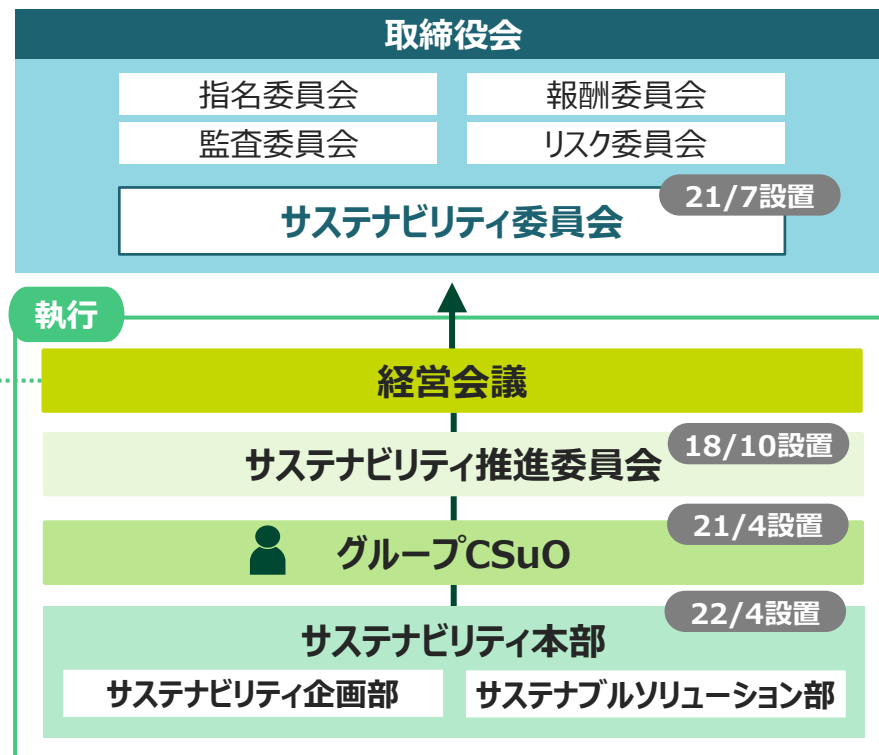 取締役会
指名委員会
報酬委員会
監査委員会
リスク委員会
21/7設置
サステナビリティ委員会
執行
経営会議
18/10設置
サステナビリティ推進委員会
21/4設置
グループCSuO
22/4設置
サステナビリティ本部
サステナビリティ企画部
サステナブルソリューション部